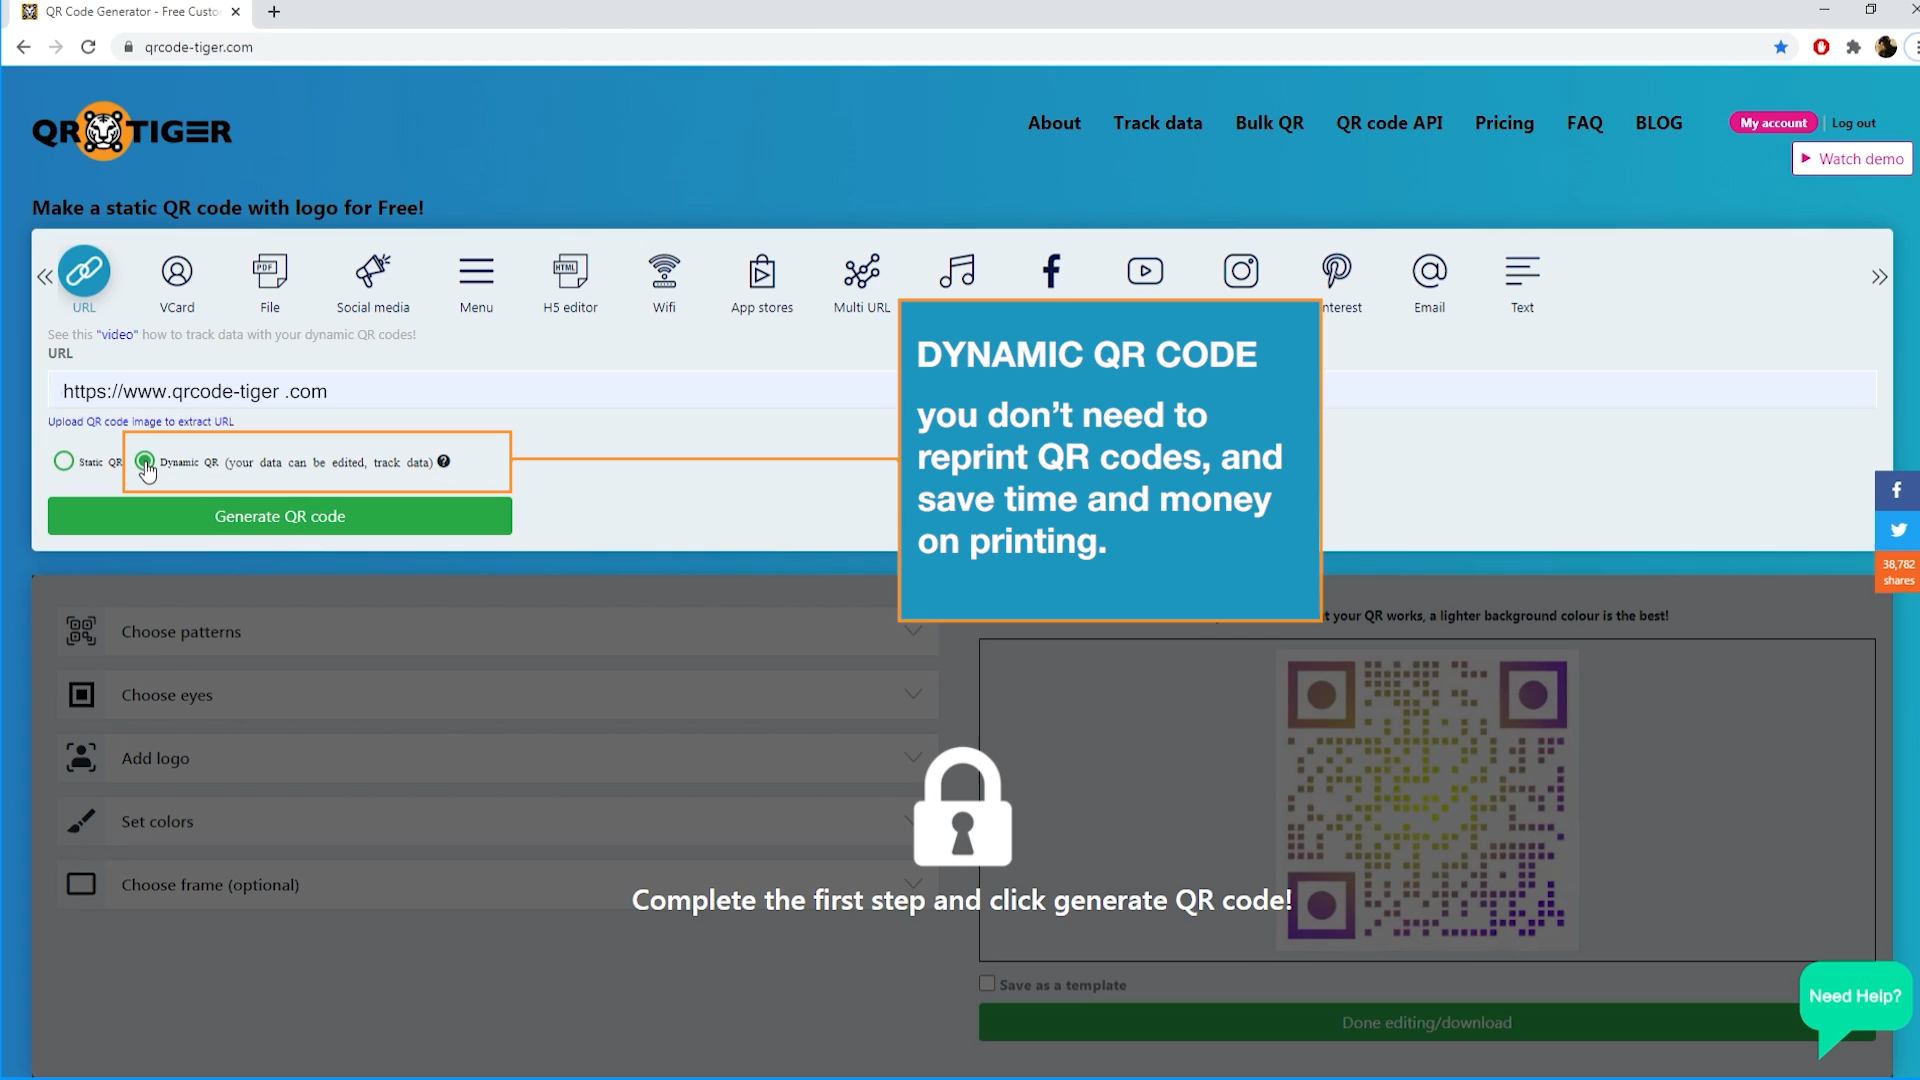 QR Code Generator - Free Custo
qrcode-tiger.com
QR TIGER
About
Track data
Bulk QR
QR code API
Pricing
FAQ
BLOG
My account
Log out
Watch demo
Make a static QR code with logo for Free!
PDF
HTML
URL
VCard
File
Social media
Menu
H5 editor
Wifi
App stores
Multi URL
nterest
Email
Text
See this "video" how to track data with your dynamic QR codes!
URL
https://www.qrcode-tiger .com
Upload QR code image to extract URL
Static QR
Dynamic QR (your data can be edited, track data) ?
Generate QR code
DYNAMIC QR CODE
you don’t need to
reprint QR codes, and
save time and money
on printing.
38,782
shares
Choose patterns
Choose eyes
Add logo
Set colors
Choose frame (optional)
your QR works, a lighter background colour is the best!
Complete the first step and click generate QR code!
Save as a template
Done editing/download
Need Help?